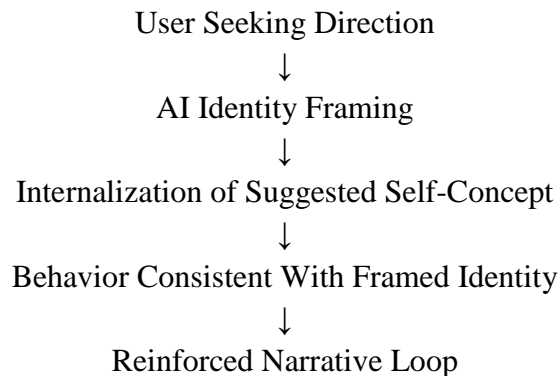 User Seeking Direction
↓
AI Identity Framing
↓
Internalization of Suggested Self-Concept
↓
Behavior Consistent With Framed Identity
↓
Reinforced Narrative Loop